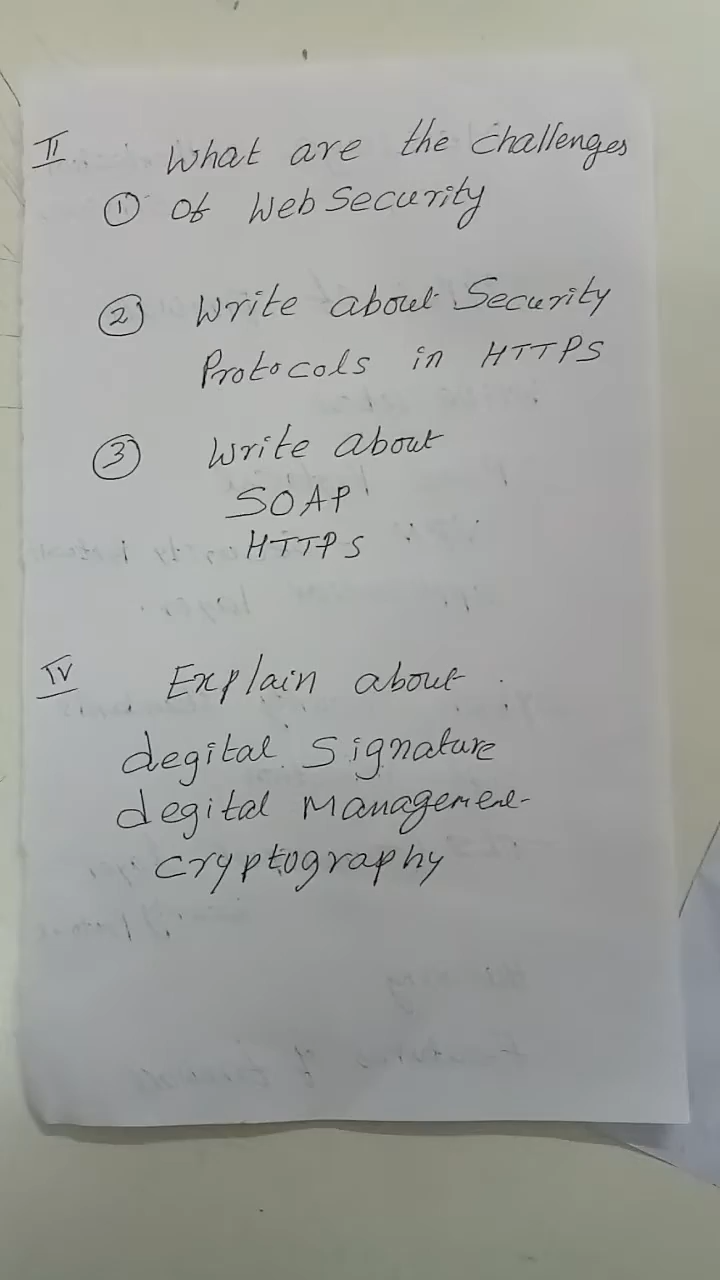 II What are the challenges
① of Web Security
② Write about Security
Protocols in HTTPS
③ Write about
SOAP
HTTPS
IV Explain about
degital Signature
degital Management
cryptography